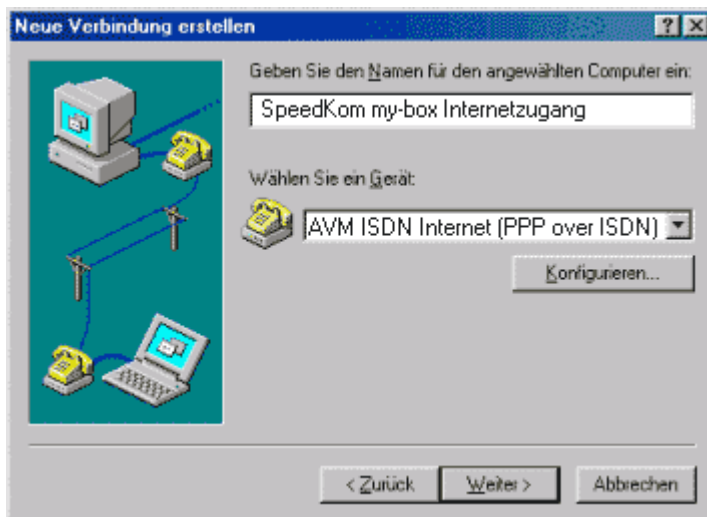 Neue Verbindung erstellen
Geben Sie den Namen für den angewählten Computer ein:
SpeedKom my-box Internetzugang
Wählen Sie ein Gerät:
AVM ISDN Internet (PPP over ISDN)
Konfigurieren...
< Zurück
Weiter >
Abbrechen